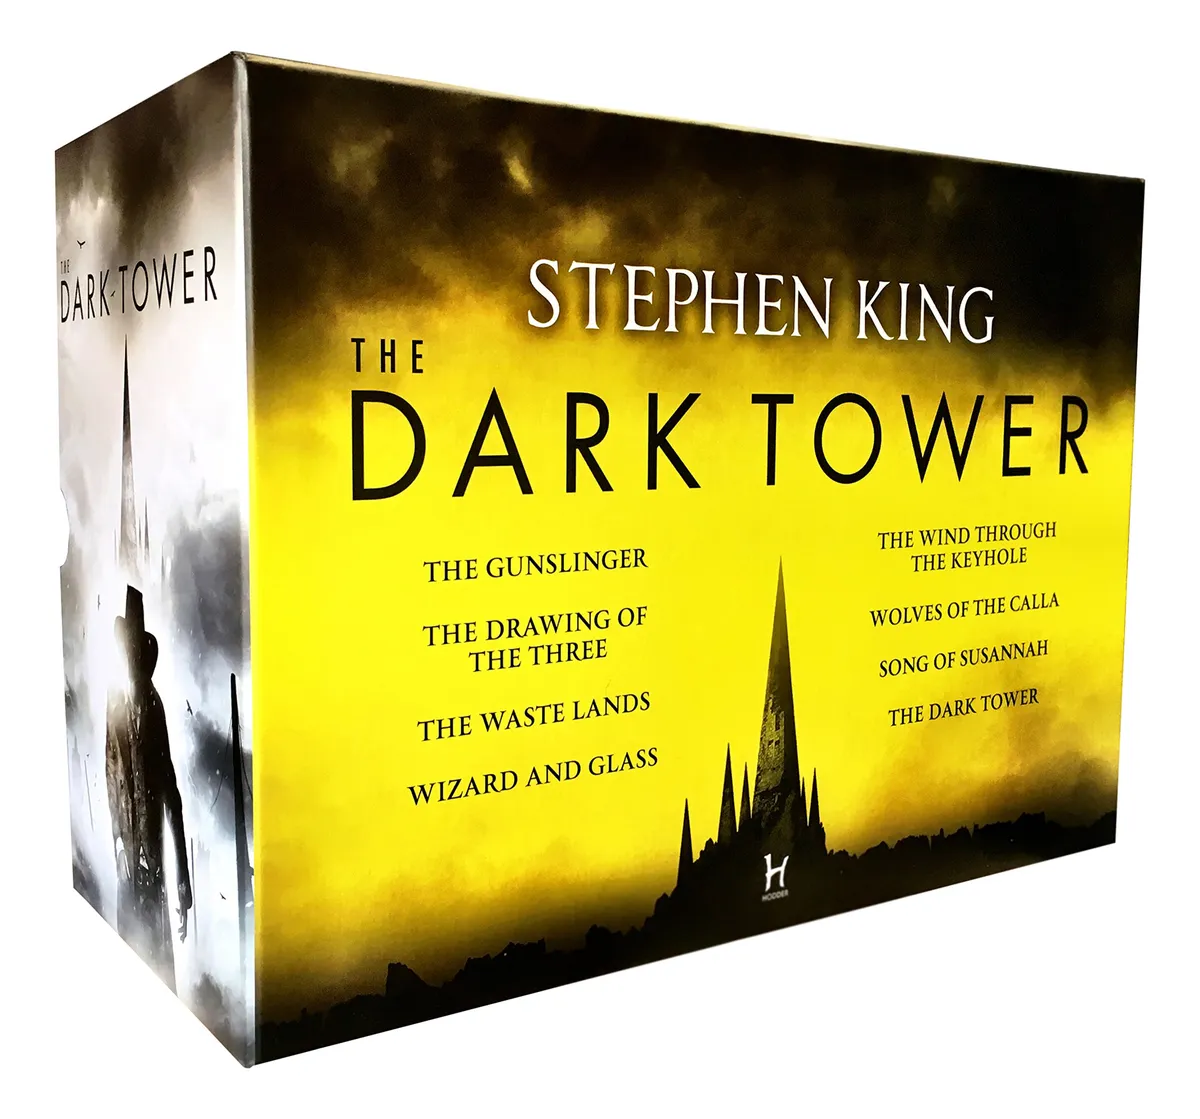 THE
DARK TOWER
STEPHEN KING
THE
DARK TOWER
THE GUNSLINGER
THE DRAWING OF
THE THREE
THE WASTE LANDS
WIZARD AND GLASS
THE WIND THROUGH
THE KEYHOLE
WOLVES OF THE CALLA
SONG OF SUSANNAH
THE DARK TOWER
H
HODDER